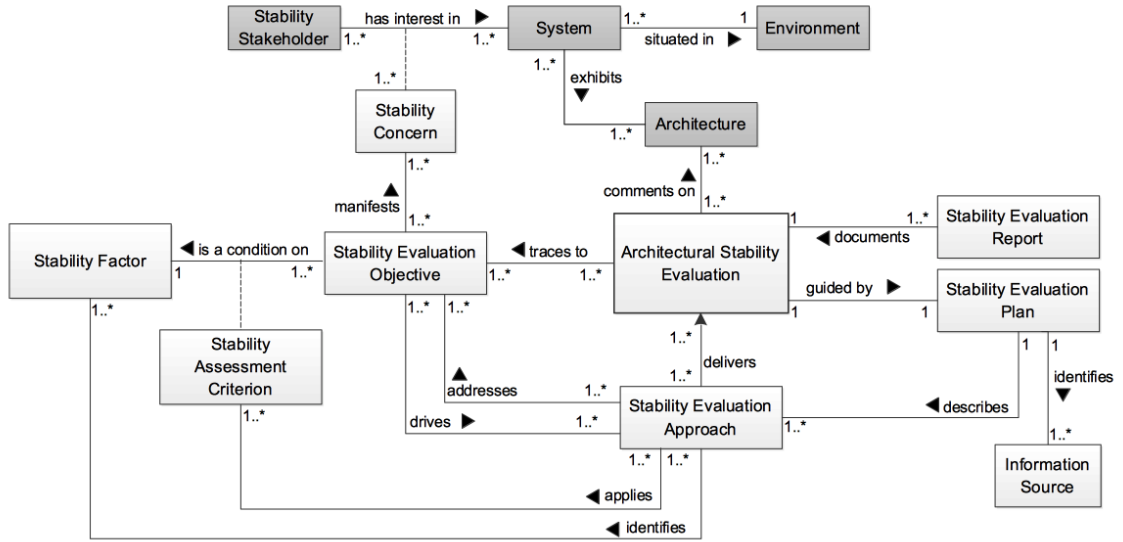 Stability
Stakeholder
has interest in
1..*
1..*
System
1..*
1
situated in
Environment
1..*
exhibits
1..*
Stability
Concern
1..*
Architecture
1..*
1..*
comments on
manifests
1..*
1..*
Stability Factor
is a condition on
1
1..*
Stability Evaluation
Objective
traces to
1..*
1..*
Architectural Stability
Evaluation
1
1..*
documents
Stability Evaluation
Report
guided by
1
1
Stability Evaluation
Plan
1..*
1..*
1..*
1..*
delivers
1..*
1
1
identifies
1..*
Stability
Assessment
Criterion
1..*
addresses
1..*
drives
1..*
Stability Evaluation
Approach
describes
1..*
Information
Source
1..*
1..*
applies
identifies